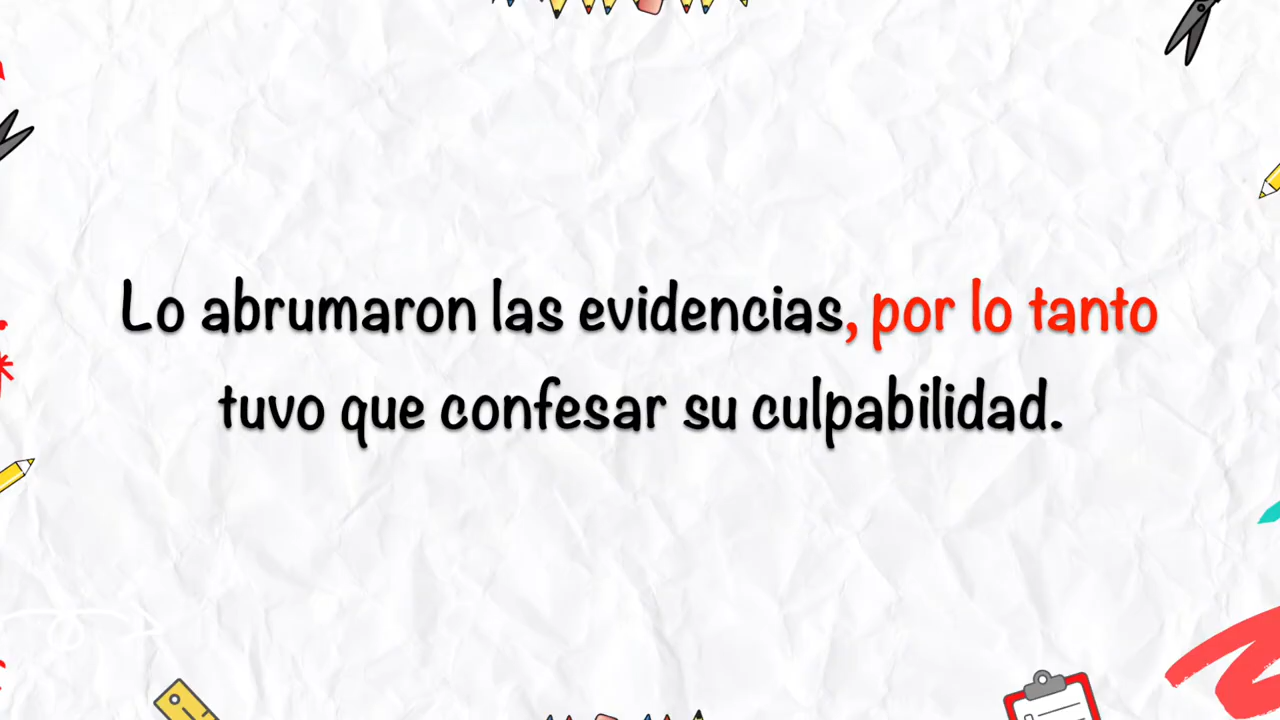 Lo abrumaron las evidencias, por lo tanto
tuvo que confesar su culpabilidad.